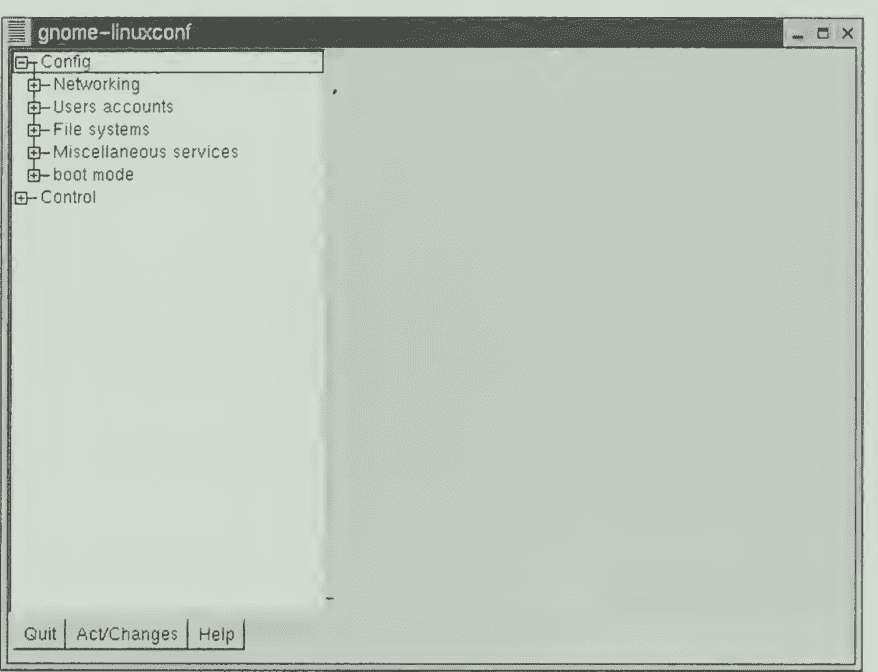 gnome-linuxconf
Config
Networking
Users accounts
File systems
Miscellaneous services
boot mode
Control
Quit Act/Changes Help